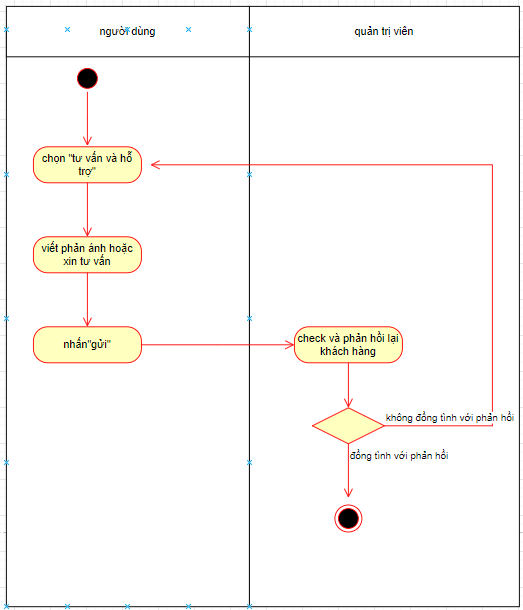 người dùng
quản trị viên
chọn "tư vấn và hỗ
trợ"
viết phản ánh hoặc
xin tư vấn
nhấn"gửi"
check và phản hồi lại
khách hàng
không đồng tình với phản hồi
đồng tình với phản hồi